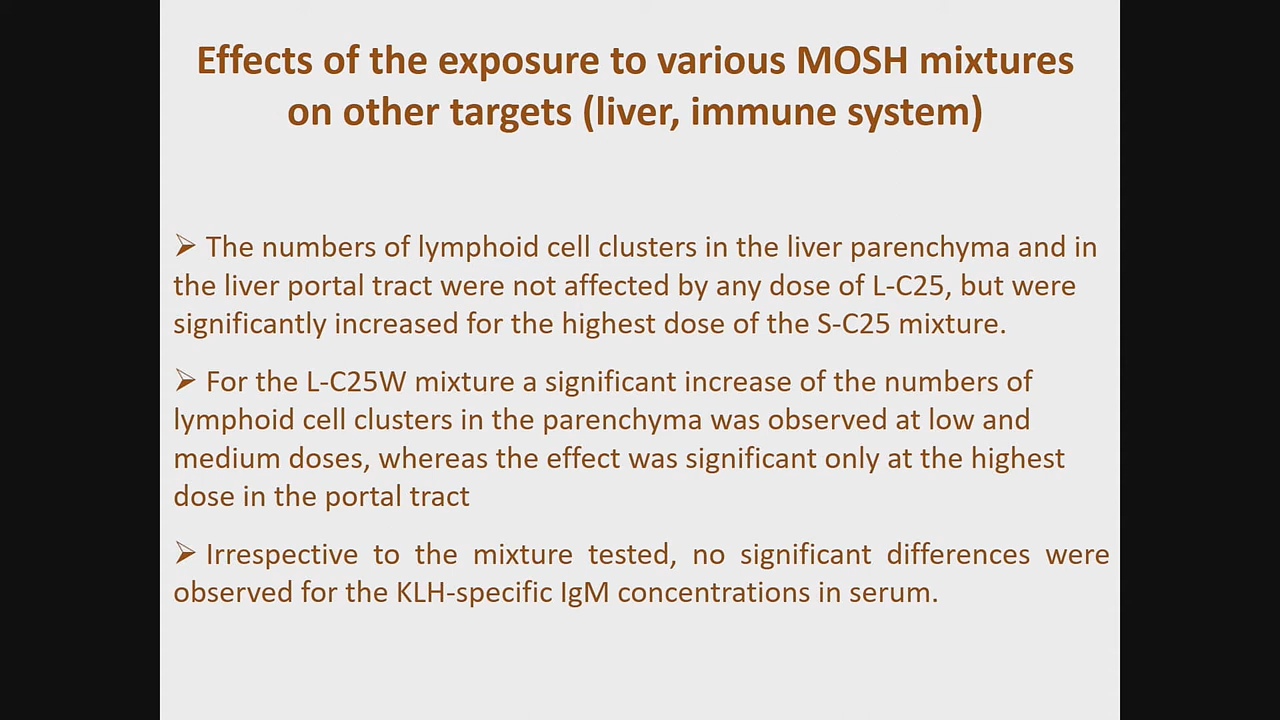 Effects of the exposure to various MOSH mixtures
on other targets (liver, immune system)
➢ The numbers of lymphoid cell clusters in the liver parenchyma and in
the liver portal tract were not affected by any dose of L-C25, but were
significantly increased for the highest dose of the S-C25 mixture.
➢ For the L-C25W mixture a significant increase of the numbers of
lymphoid cell clusters in the parenchyma was observed at low and
medium doses, whereas the effect was significant only at the highest
dose in the portal tract
➢ Irrespective to the mixture tested, no significant differences were
observed for the KLH-specific IgM concentrations in serum.